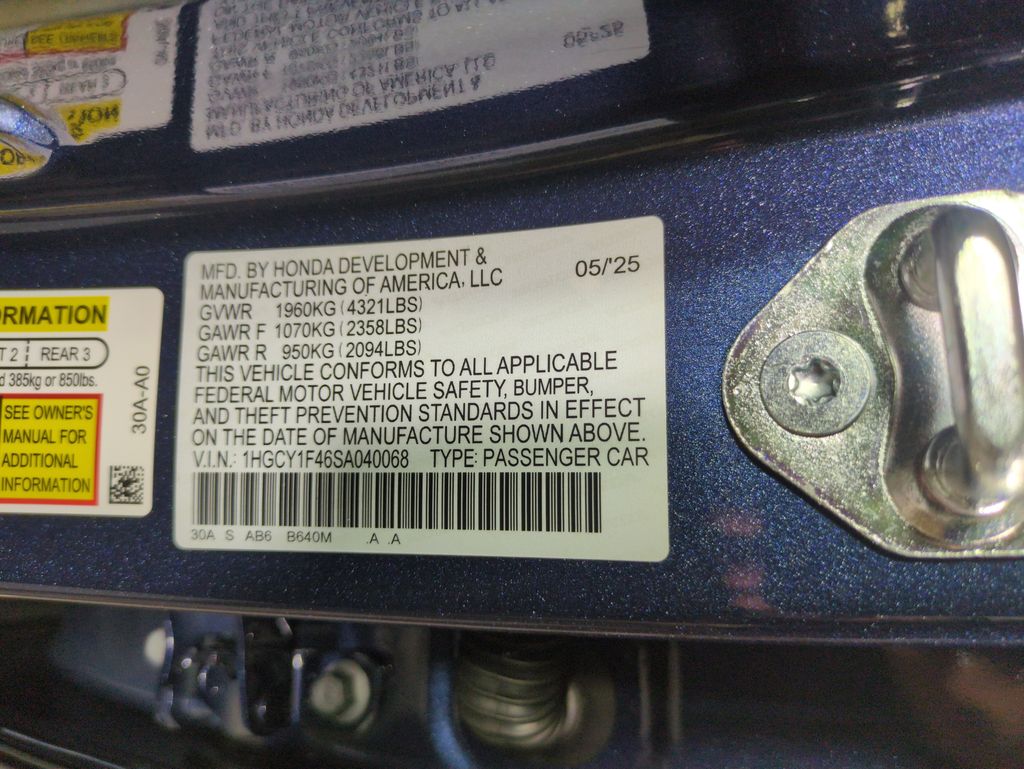 MFD. BY HONDA DEVELOPMENT &
MANUFACTURING OF AMERICA, LLC
05/'25
GVWR 1960KG (4321LBS)
GAWR F 1070KG (2358LBS)
GAWR R 950KG (2094LBS)
THIS VEHICLE CONFORMS TO ALL APPLICABLE
FEDERAL MOTOR VEHICLE SAFETY, BUMPER,
AND THEFT PREVENTION STANDARDS IN EFFECT
ON THE DATE OF MANUFACTURE SHOWN ABOVE.
V.I.N.: 1HGCY1F46SA040068 TYPE: PASSENGER CAR
30A S AB6 B640M .A .A
RMATION
T 2 REAR 3
d 385kg or 850lbs.
SEE OWNER'S
MANUAL FOR
ADDITIONAL
INFORMATION
30A-A0